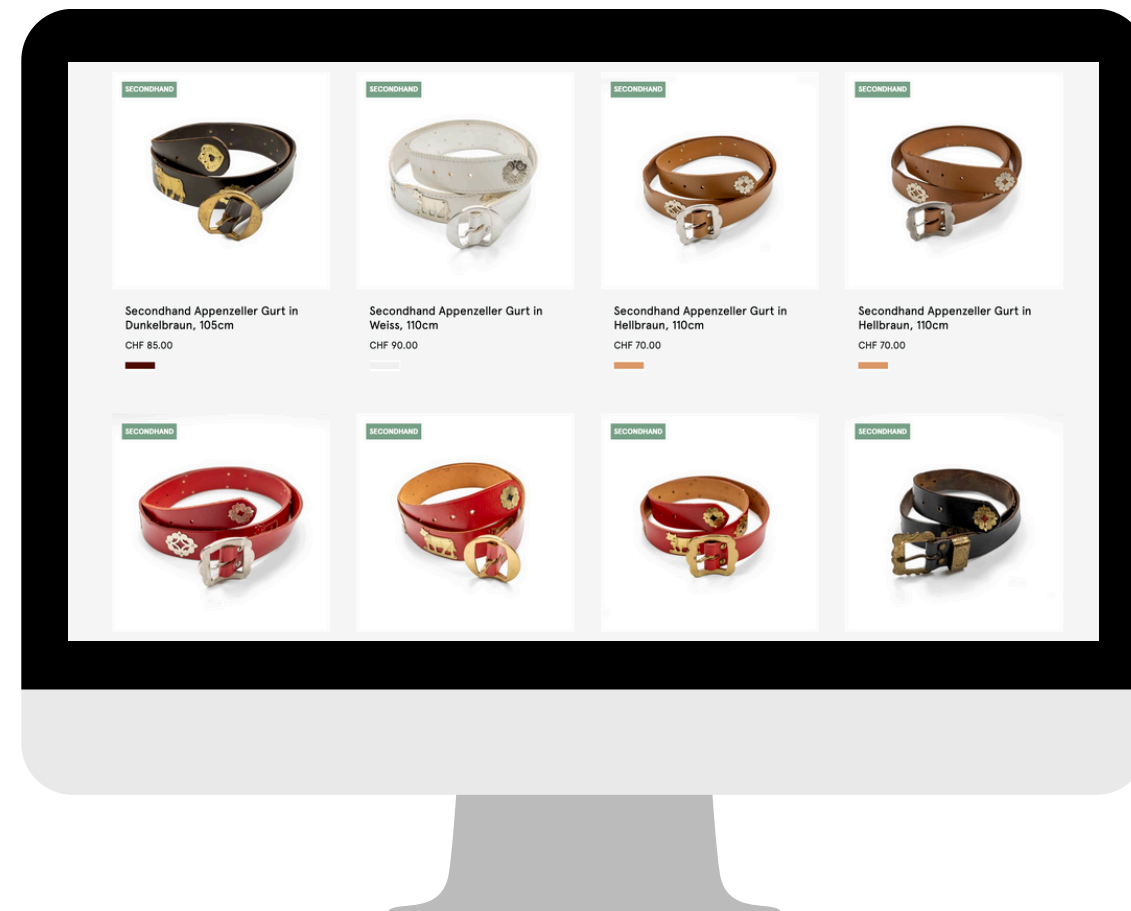 SECONDHAND
SECONDHAND
SECONDHAND
SECONDHAND
Secondhand Appenzeller Gurt in
Dunkelbraun, 105cm
CHF 85.00
Secondhand Appenzeller Gurt in
Weiss, 110cm
CHF 90.00
Secondhand Appenzeller Gurt in
Hellbraun, 110cm
CHF 70.00
Secondhand Appenzeller Gurt in
Hellbraun, 110cm
CHF 70.00
SECONDHAND
SECONDHAND
SECONDHAND
SECONDHAND